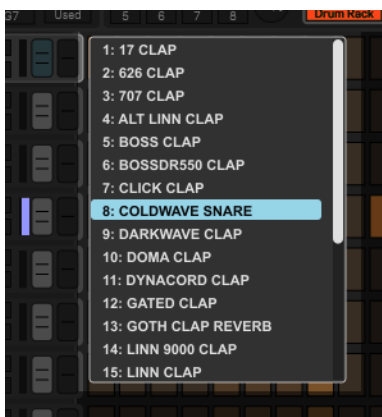 G7 Used 5 6 7 8 Drum Rack
1: 17 CLAP
2: 626 CLAP
3: 707 CLAP
4: ALT LINN CLAP
5: BOSS CLAP
6: BOSSDR550 CLAP
7: CLICK CLAP
8: COLDWAVE SNARE
9: DARKWAVE CLAP
10: DOMA CLAP
11: DYNACORD CLAP
12: GATED CLAP
13: GOTH CLAP REVERB
14: LINN 9000 CLAP
15: LINN CLAP